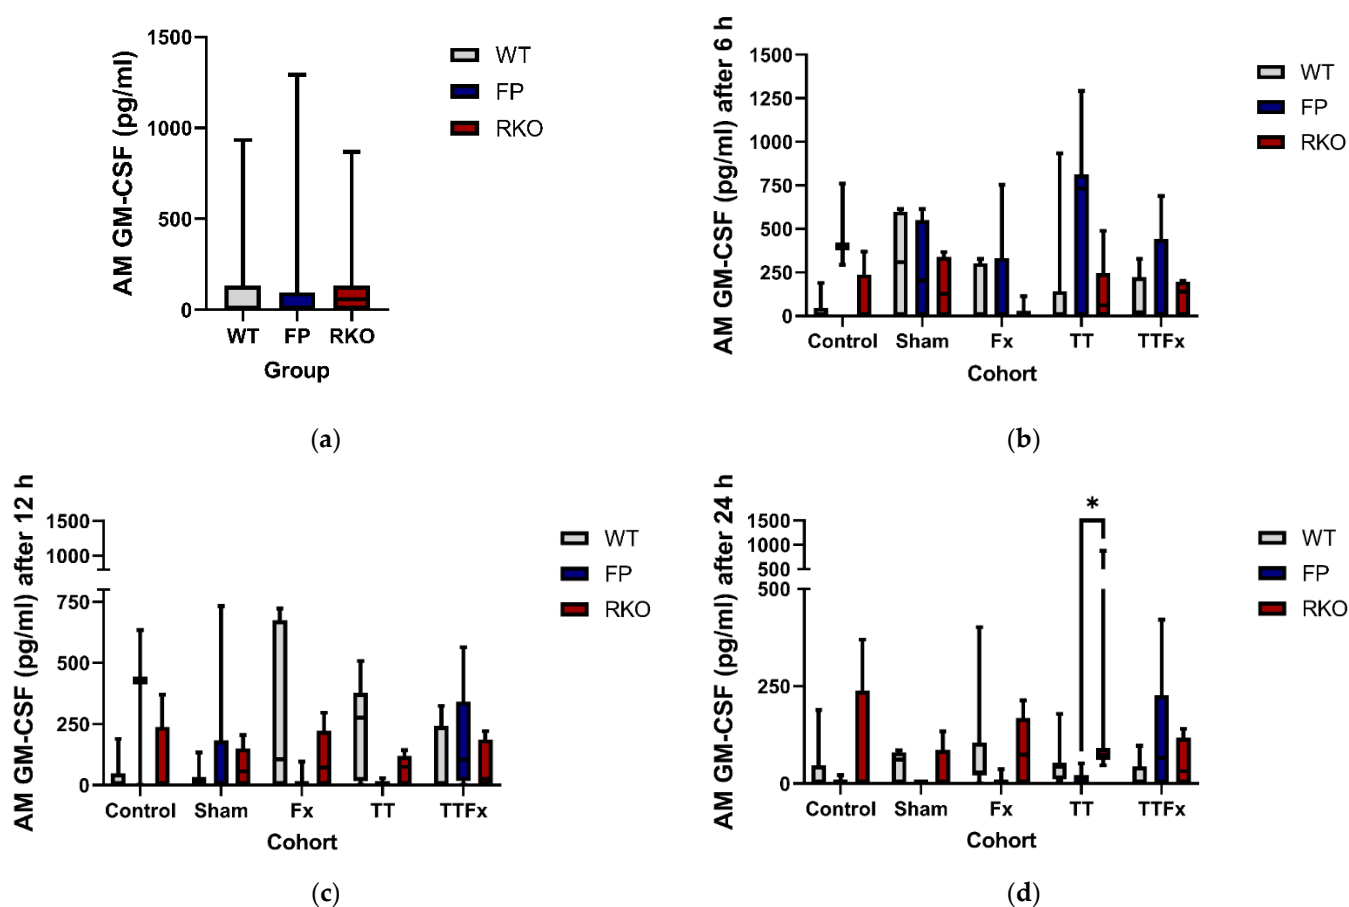 AM GM-CSF (pg/ml)
1500
1000
500
0
WT
FP
RKO
Group
WT
FP
RKO
(a)
AM GM-CSF (pg/ml) after 6 h
1500
1250
1000
750
500
250
0
Control Sham Fx TT TTFx
Cohort
WT
FP
RKO
(b)
AM GM-CSF (pg/ml) after 12 h
1500
1000
750
500
250
0
Control Sham Fx TT TTFx
Cohort
WT
FP
RKO
(c)
AM GM-CSF (pg/ml) after 24 h
1500
1000
500
500
250
0
*
Control Sham Fx TT TTFx
Cohort
WT
FP
RKO
(d)